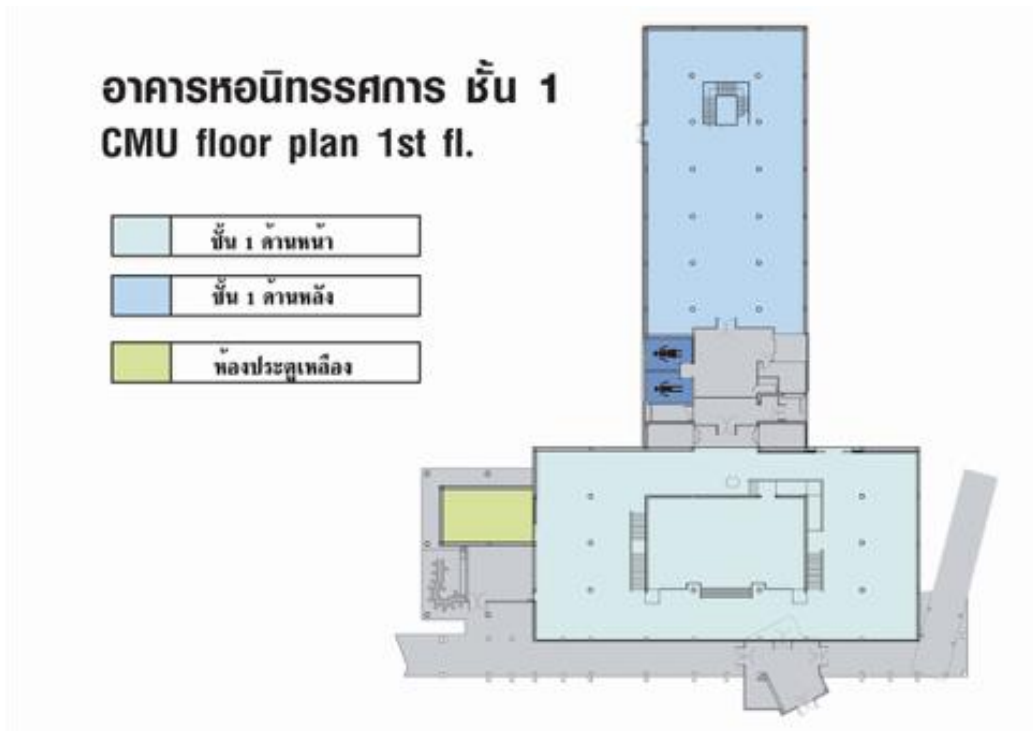 อาคารหอนิทรรศการ ชั้น 1
CMU floor plan 1st fl.
ชั้น 1 ด้านหน้า
ชั้น 1 ด้านหลัง
ห้องประตูเหลือง